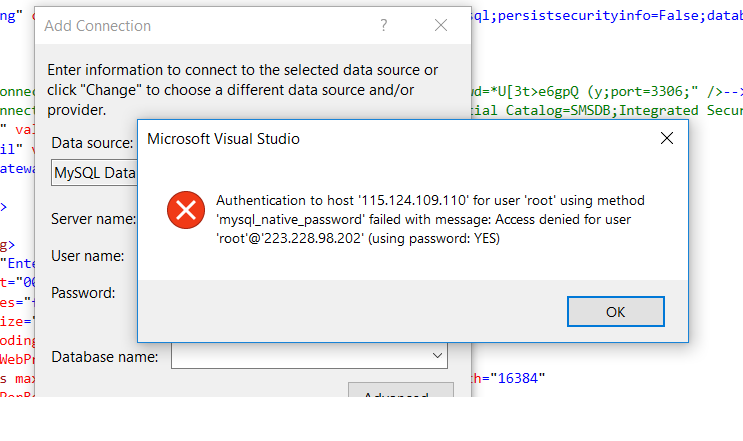 ng" c
Add Connection
?
sql;persistsecurityinfo=False;datab
Enter information to connect to the selected data source or
click "Change" to choose a different data source and/or
provider.
onnec
wd=*U[3t>e6gpQ (y;port=3306;" />-->
onnect
ial Catalog=SMSDB;Integrated Secur
" val
Data source:
Microsoft Visual Studio
il" v
MySQL Data
atewa
Authentication to host '115.124.109.110' for user 'root' using method
'mysql_native_password' failed with message: Access denied for user
'root'@'223.228.98.202' (using password: YES)
>
Server name:
g>
"Ente
User name:
t="00
es="f
Password:
ize="
OK
oding
WebPr
Database name:
s max
th="16384"
PerBo
Advanced...